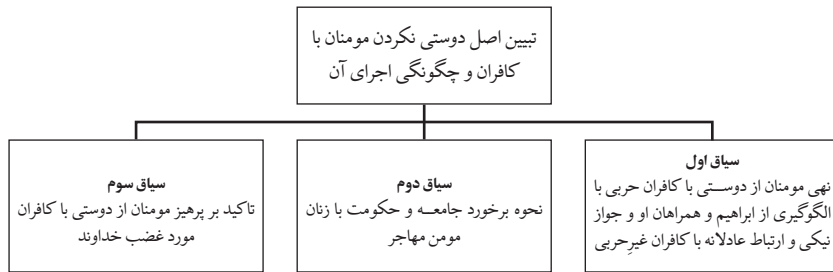 تبیین اصل دوستی نکردن مومنان با
کافران و چگونگی اجرای آن
سیاق اول
نهی مومنان از دوستی با کافران حربی با
الگوگیری از ابراهیم و همراهان او و جواز
نیکی و ارتباط عادلانه با کافران غیرِحربی
سیاق دوم
نحوه برخورد جامعه و حکومت با زنان
مومن مهاجر
سیاق سوم
تاکید بر پرهیز مومنان از دوستی با کافران
مورد غضب خداوند